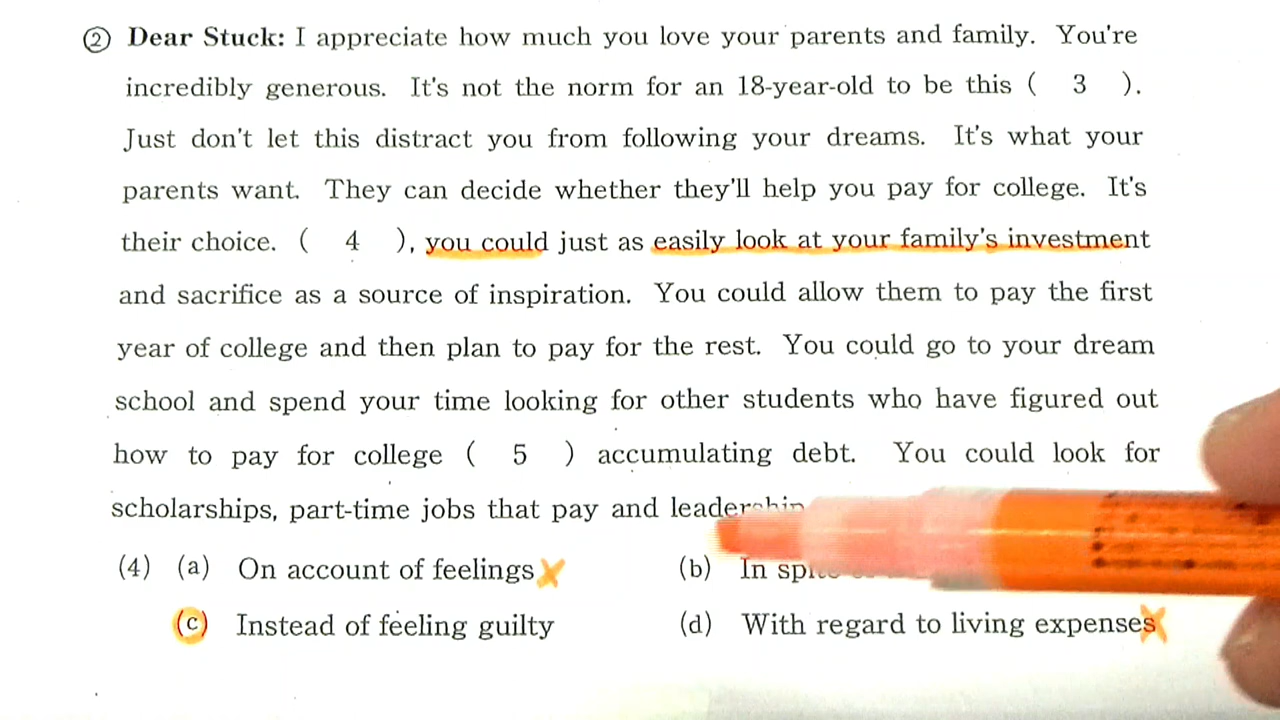 ② Dear Stuck: I appreciate how much you love your parents and family. You're
incredibly generous. It's not the norm for an 18-year-old to be this ( 3 ).
Just don't let this distract you from following your dreams. It's what your
parents want. They can decide whether they'll help you pay for college. It's
their choice. ( 4 ), you could just as easily look at your family's investment
and sacrifice as a source of inspiration. You could allow them to pay the first
year of college and then plan to pay for the rest. You could go to your dream
school and spend your time looking for other students who have figured out
how to pay for college ( 5 ) accumulating debt. You could look for
scholarships, part-time jobs that pay and leadership
(4) (a) On account of feelings (b) In
(c) Instead of feeling guilty (d) With regard to living expenses